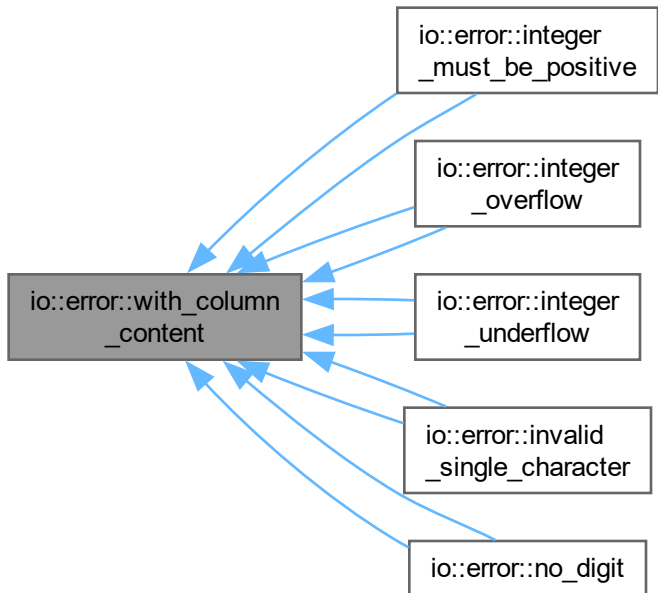 io::error::integer
_must_be_positive
io::error::integer
_overflow
io::error::with_column
_content
io::error::integer
_underflow
io::error::invalid
_single_character
io::error::no_digit